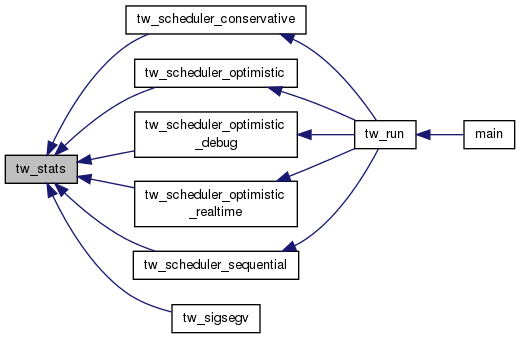 tw_scheduler_conservative
tw_scheduler_optimistic
tw_scheduler_optimistic
_debug
tw_run
main
tw_stats
tw_scheduler_optimistic
_realtime
tw_scheduler_sequential
tw_sigsegv